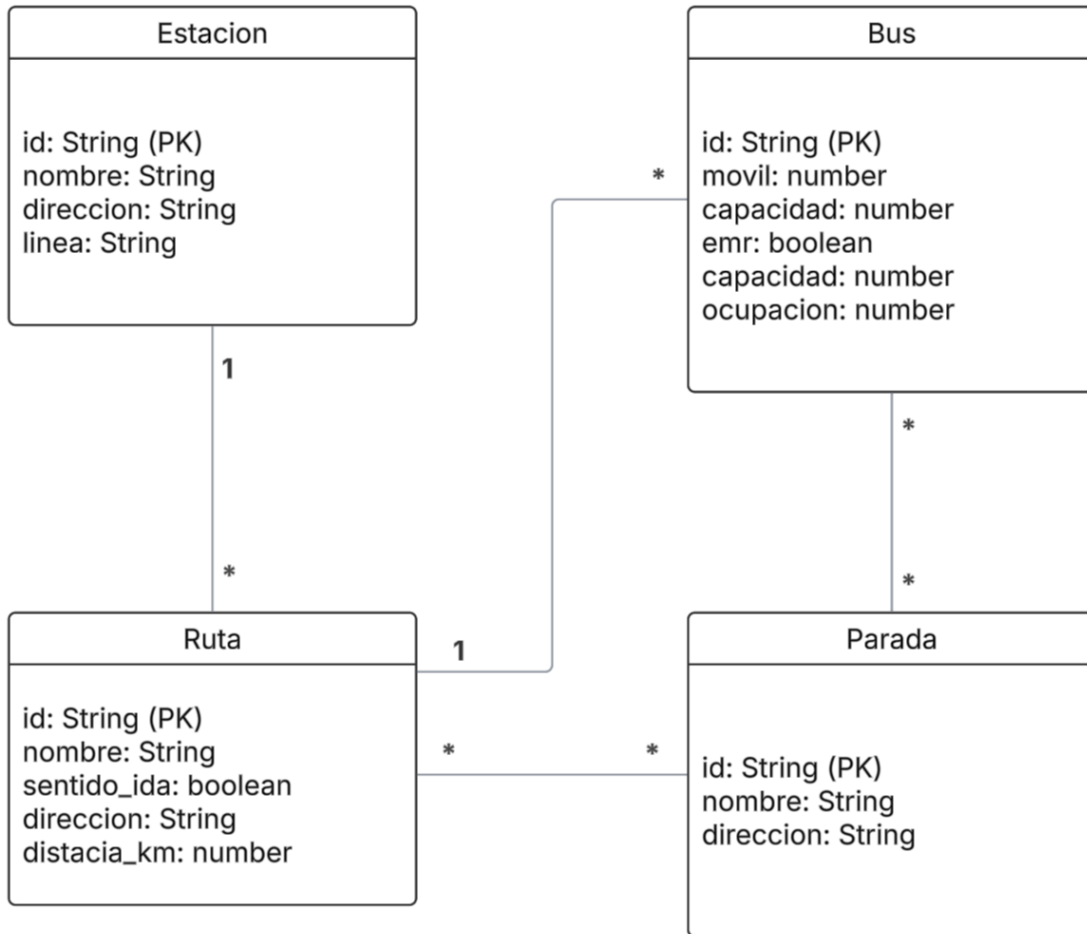 Estacion
id: String (PK)
nombre: String
direccion: String
linea: String
Bus
id: String (PK)
movil: number
capacidad: number
emr: boolean
capacidad: number
ocupacion: number
*
1
*
*
*
Ruta
id: String (PK)
nombre: String
sentido_ida: boolean
direccion: String
distacia_km: number
1
*
*
Parada
id: String (PK)
nombre: String
direccion: String